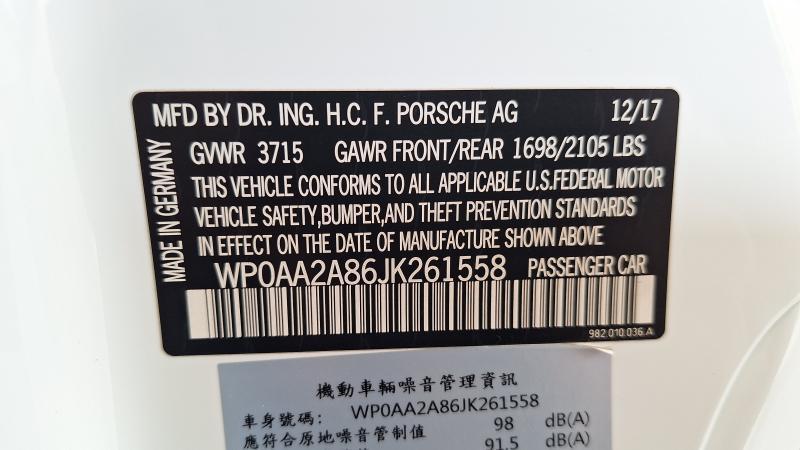 MFD BY DR. ING. H.C. F. PORSCHE AG 12/17
GVWR 3715 GAWR FRONT/REAR 1698/2105 LBS
THIS VEHICLE CONFORMS TO ALL APPLICABLE U.S.FEDERAL MOTOR
VEHICLE SAFETY,BUMPER,AND THEFT PREVENTION STANDARDS
IN EFFECT ON THE DATE OF MANUFACTURE SHOWN ABOVE
WP0AA2A86JK261558 PASSENGER CAR
MADE IN GERMANY
982 010 036 A
機動車輛噪音管理資訊
車身號碼: WP0AA2A86JK261558
應符合原地噪音管制值 98 dB(A)
91.5 dB(A)